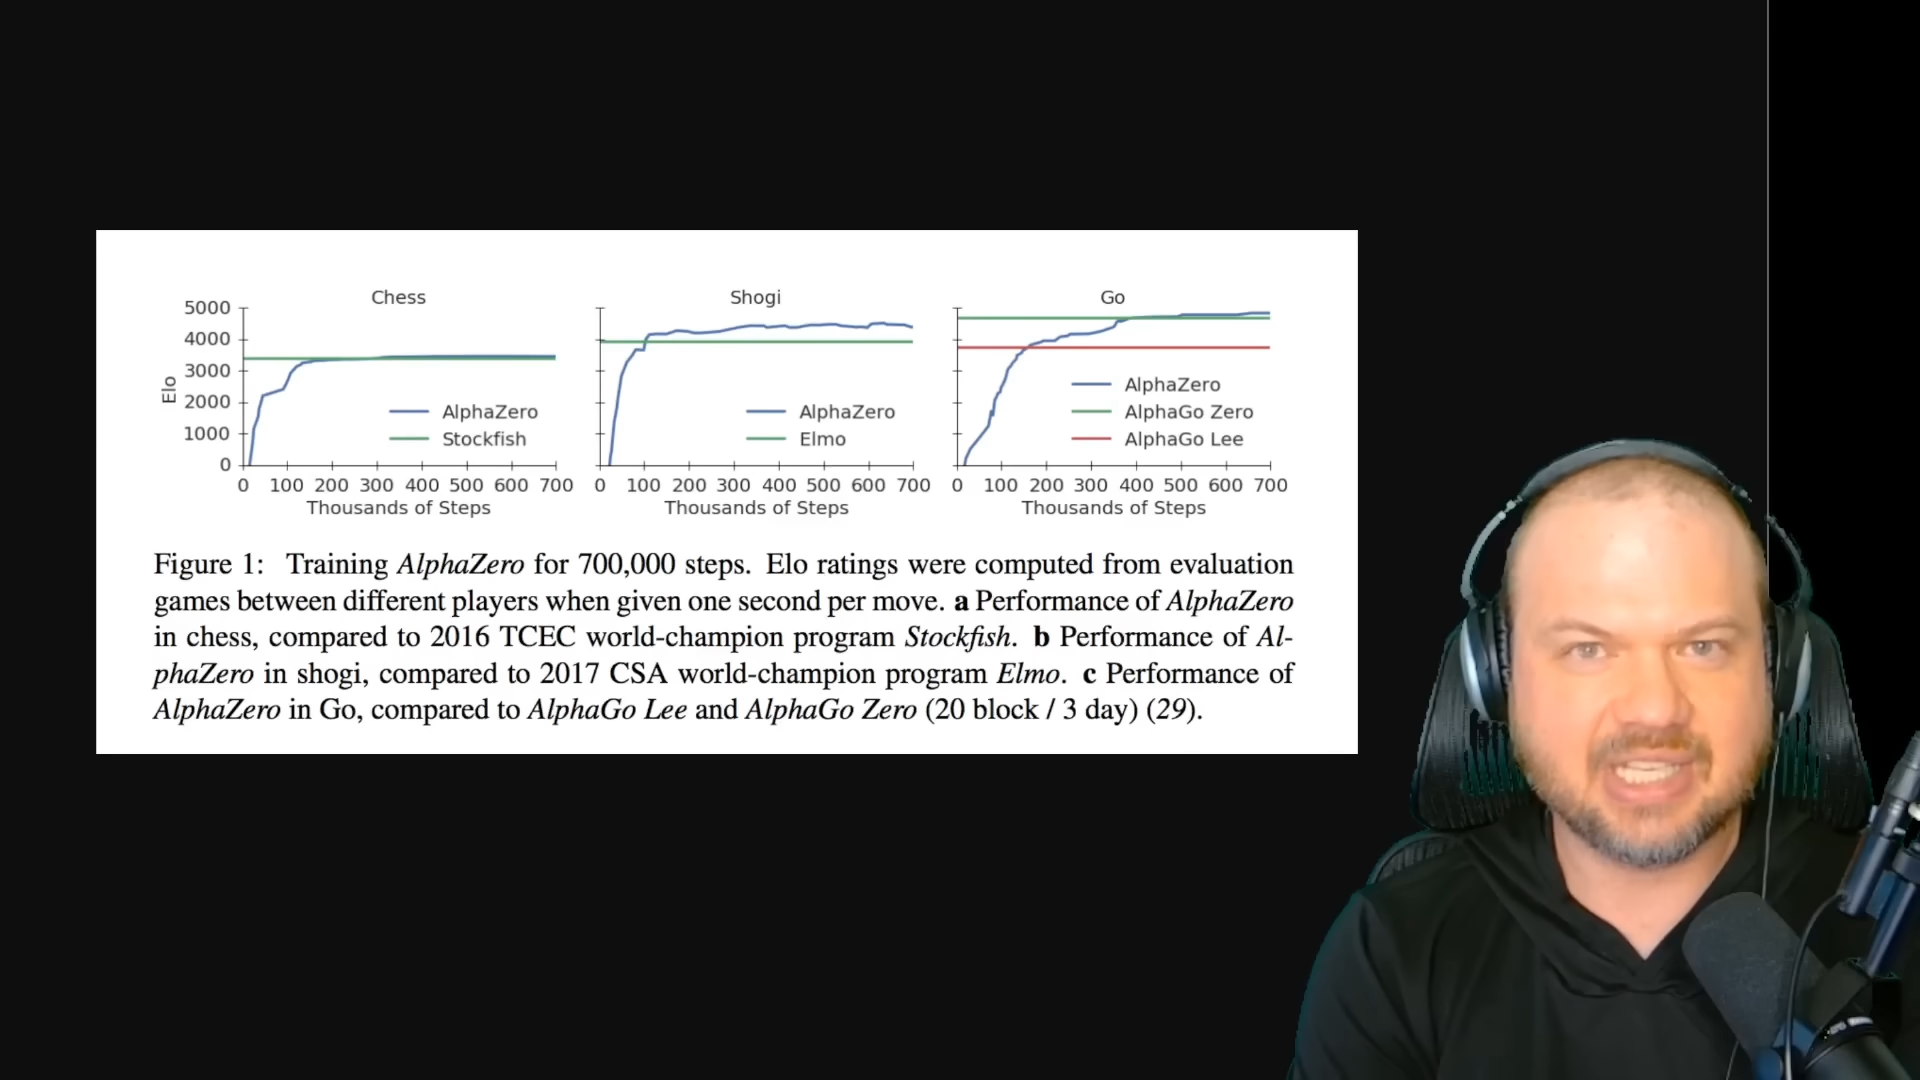 Chess
Shogi
Go
5000
4000
3000
2000
1000
0
Elo
AlphaZero
Stockfish
0 100 200 300 400 500 600 700
Thousands of Steps
AlphaZero
Elmo
0 100 200 300 400 500 600 700
Thousands of Steps
AlphaZero
AlphaGo Zero
AlphaGo Lee
0 100 200 300 400 500 600 700
Thousands of Steps
Figure 1: Training AlphaZero for 700,000 steps. Elo ratings were computed from evaluation
games between different players when given one second per move. a Performance of AlphaZero
in chess, compared to 2016 TCEC world-champion program Stockfish. b Performance of Al-
phaZero in shogi, compared to 2017 CSA world-champion program Elmo. c Performance of
AlphaZero in Go, compared to AlphaGo Lee and AlphaGo Zero (20 block / 3 day) (29).